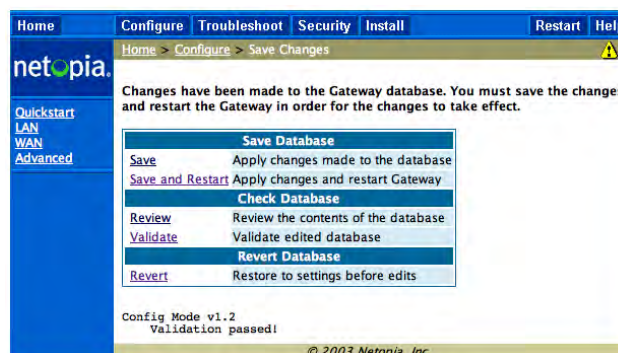 Home Configure Troubleshoot Security Install Restart
Home > Configure > Save Changes
netopia.
Quickstart
LAN
WAN
Advanced
Changes have been made to the Gateway database. You must save the
and restart the Gateway in order for the changes to take effect.
Save Database
Save Apply changes made to the database
Save and Restart Apply changes and restart Gateway
Check Database
Review Review the contents of the database
Validate Validate edited database
Revert Database
Revert Restore to settings before edits
Config Mode v1.2
Validation passed!
© 2003 Netopia, Inc.